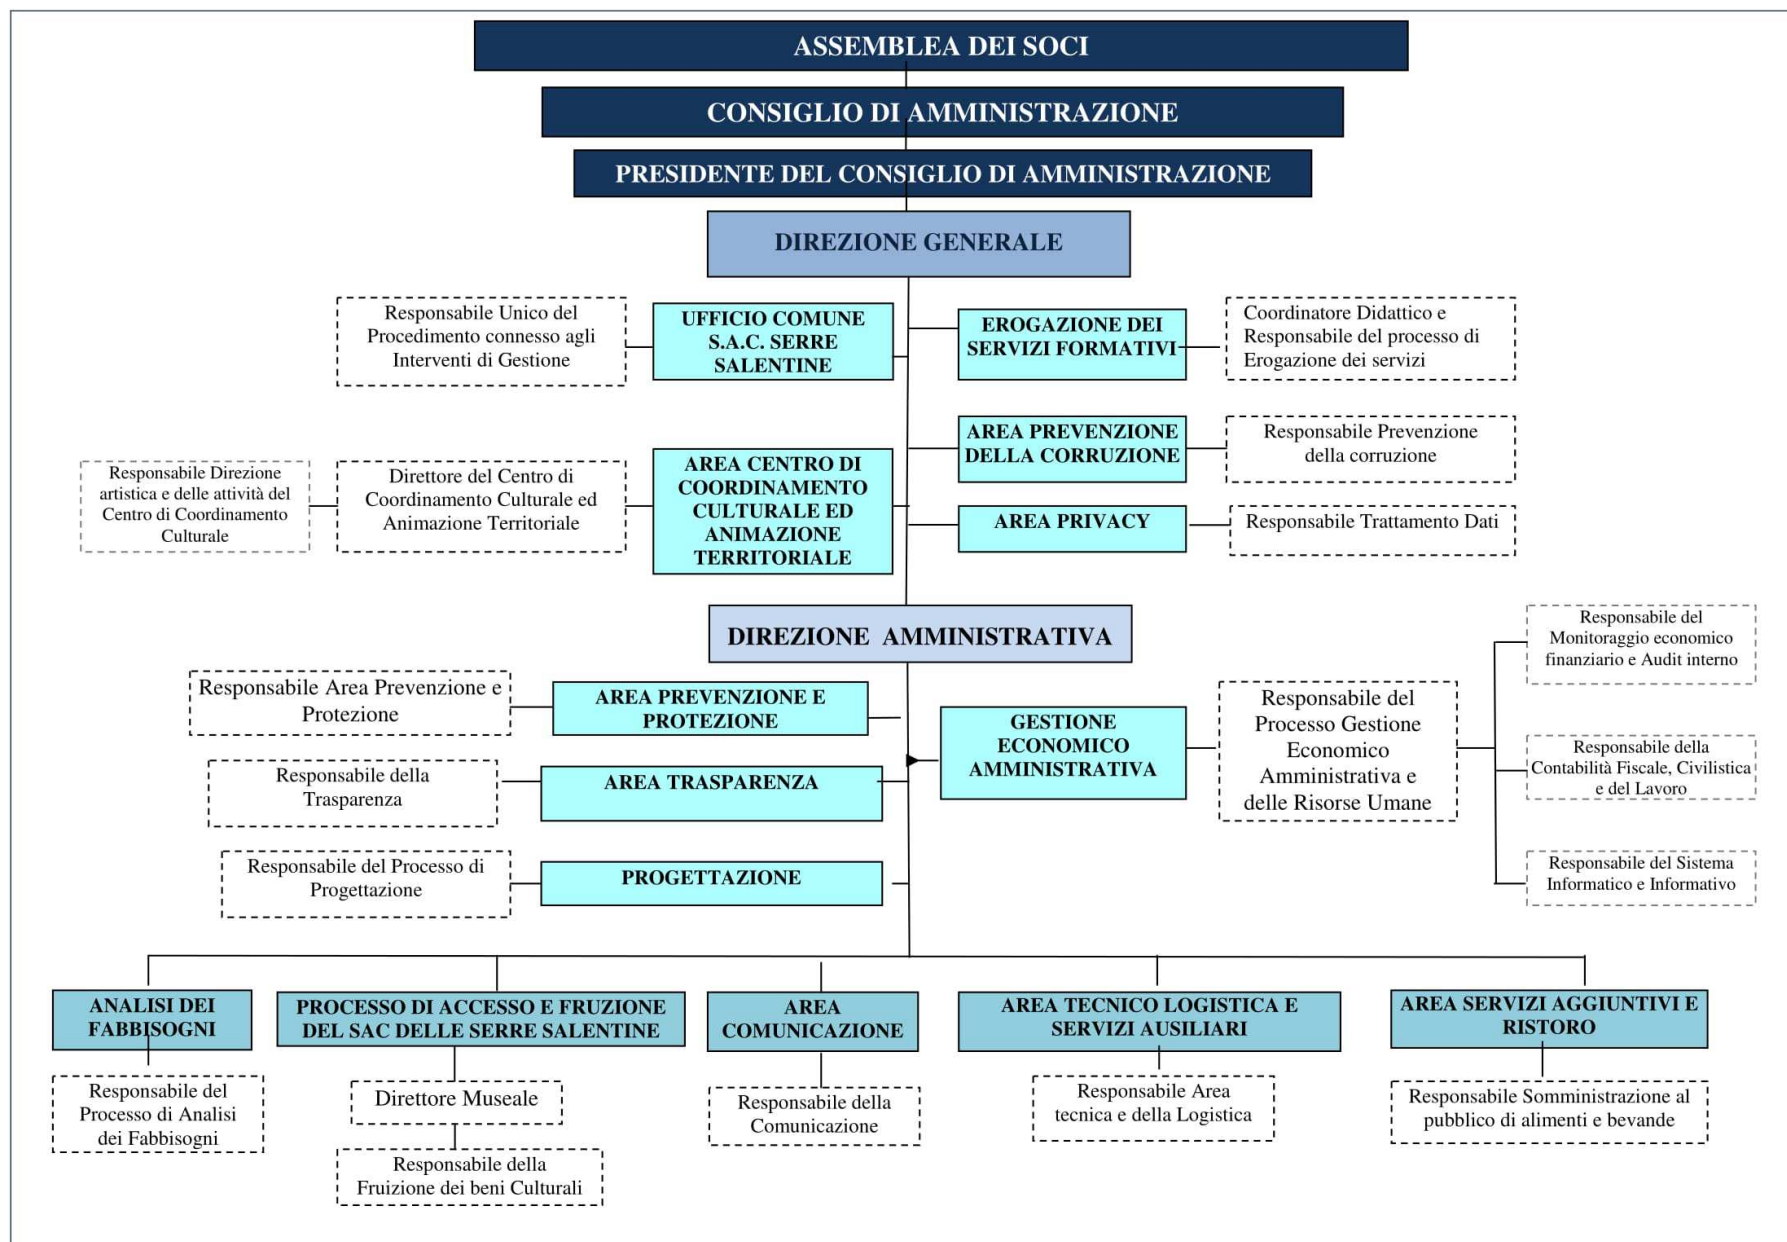 ASSEMBLEA DEI SOCI
CONSIGLIO DI AMMINISTRAZIONE
PRESIDENTE DEL CONSIGLIO DI AMMINISTRAZIONE
DIREZIONE GENERALE
Responsabile Unico del
Procedimento connesso agli
Interventi di Gestione
UFFICIO COMUNE
S.A.C. SERRE
SALENTINE
EROGAZIONE DEI
SERVIZI FORMATIVI
Coordinatore Didattico e
Responsabile del processo di
Erogazione dei servizi
AREA PREVENZIONE
DELLA CORRUZIONE
Responsabile Prevenzione
della corruzione
Responsabile Direzione
artistica e delle attività del
Centro di Coordinamento
Culturale
Direttore del Centro di
Coordinamento Culturale ed
Animazione Territoriale
AREA CENTRO DI
COORDINAMENTO
CULTURALE ED
ANIMAZIONE
TERRITORIALE
AREA PRIVACY
Responsabile Trattamento Dati
DIREZIONE  AMMINISTRATIVA
Responsabile Area Prevenzione e
Protezione
AREA PREVENZIONE E
PROTEZIONE
GESTIONE
ECONOMICO
AMMINISTRATIVA
Responsabile del
Processo Gestione
Economico
Amministrativa e
delle Risorse Umane
Responsabile del
Monitoraggio economico
finanziario e Audit interno
Responsabile della
Contabilità Fiscale, Civilistica
e del Lavoro
Responsabile del Sistema
Informatico e Informativo
Responsabile della
Trasparenza
AREA TRASPARENZA
Responsabile del Processo di
Progettazione
PROGETTAZIONE
ANALISI DEI
FABBISOGNI
PROCESSO DI ACCESSO E FRUZIONE
DEL SAC DELLE SERRE SALENTINE
AREA
COMUNICAZIONE
AREA TECNICO LOGISTICA E
SERVIZI AUSILIARI
AREA SERVIZI AGGIUNTIVI E
RISTORO
Responsabile del
Processo di Analisi
dei Fabbisogni
Direttore Museale
Responsabile della
Fruizione dei beni Culturali
Responsabile della
Comunicazione
Responsabile Area
tecnica e della Logistica
Responsabile Somministrazione al
pubblico di alimenti e bevande